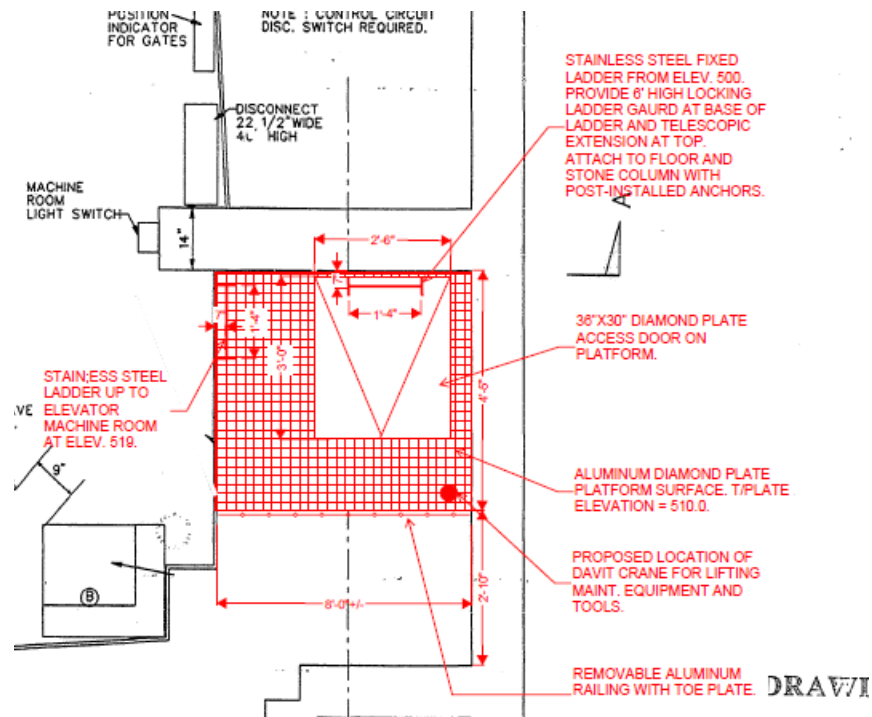 POSITION
INDICATOR
FOR GATES
NOTE : CONTROL CIRCUIT
DISC. SWITCH REQUIRED.
STAINLESS STEEL FIXED
LADDER FROM ELEV. 500.
PROVIDE 6' HIGH LOCKING
LADDER GAURD AT BASE OF
LADDER AND TELESCOPIC
EXTENSION AT TOP.
ATTACH TO FLOOR AND
STONE COLUMN WITH
POST-INSTALLED ANCHORS.
DISCONNECT
22 1/2" WIDE
HIGH
MACHINE
ROOM
LIGHT SWITCH
14"
A
2'-6"
7"
1'-4"
7"
1'-4"
3'-0"
36"X30" DIAMOND PLATE
ACCESS DOOR ON
PLATFORM.
4'-6"
STAIN;ESS STEEL
LADDER UP TO
ELEVATOR
MACHINE ROOM
AT ELEV. 519.
AVE
9"
ALUMINUM DIAMOND PLATE
PLATFORM SURFACE. T/PLATE
ELEVATION = 510.0.
PROPOSED LOCATION OF
DAVIT CRANE FOR LIFTING
MAINT. EQUIPMENT AND
TOOLS.
B
8'-0"+/-
2'-10"
REMOVABLE ALUMINUM
RAILING WITH TOE PLATE.
DRAWI